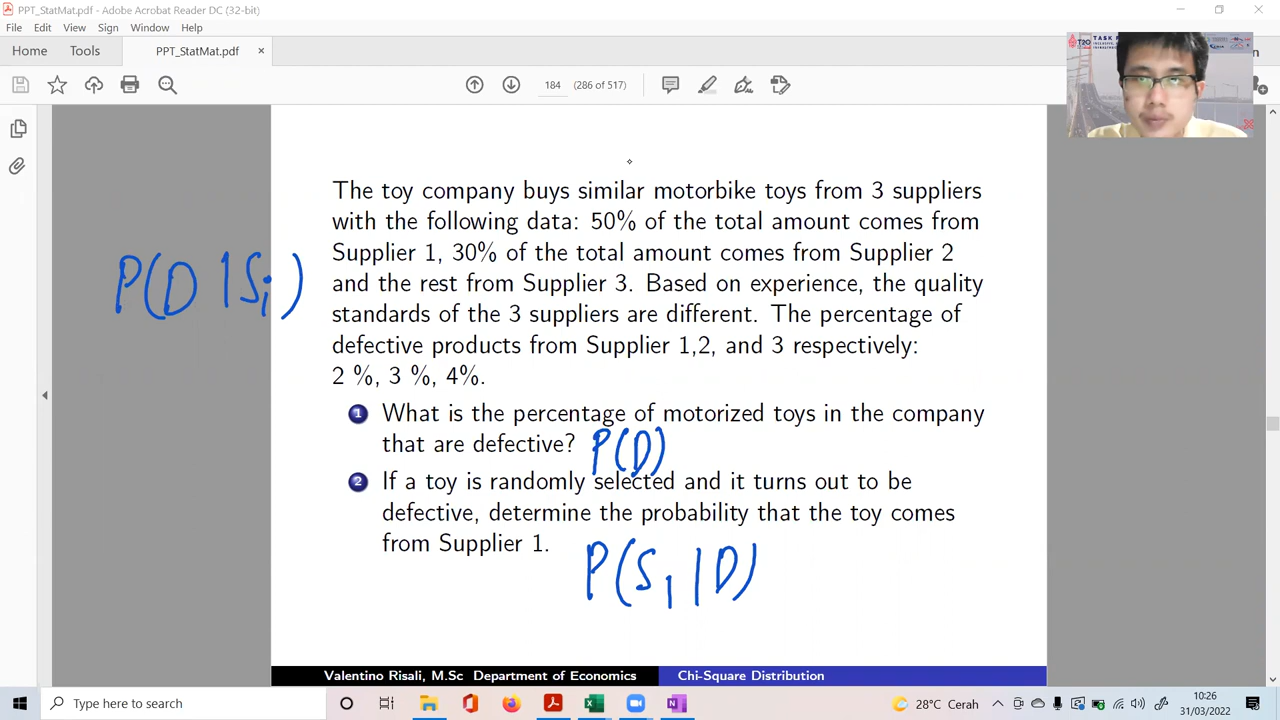 PPT_StatMat.pdf - Adobe Acrobat Reader DC (32-bit)
File Edit View Sign Window Help
Home Tools PPT_StatMat.pdf ×
184 (286 of 517)
The toy company buys similar motorbike toys from 3 suppliers
with the following data: 50% of the total amount comes from
Supplier 1, 30% of the total amount comes from Supplier 2
and the rest from Supplier 3. Based on experience, the quality
standards of the 3 suppliers are different. The percentage of
defective products from Supplier 1,2, and 3 respectively:
2 %, 3 %, 4%.
P(D|Si)
1 What is the percentage of motorized toys in the company
that are defective? P(D)
2 If a toy is randomly selected and it turns out to be
defective, determine the probability that the toy comes
from Supplier 1.
P(S1|D)
Valentino Risali, M.Sc Department of Economics Chi-Square Distribution
Type here to search
28°C Cerah
10:26
31/03/2022